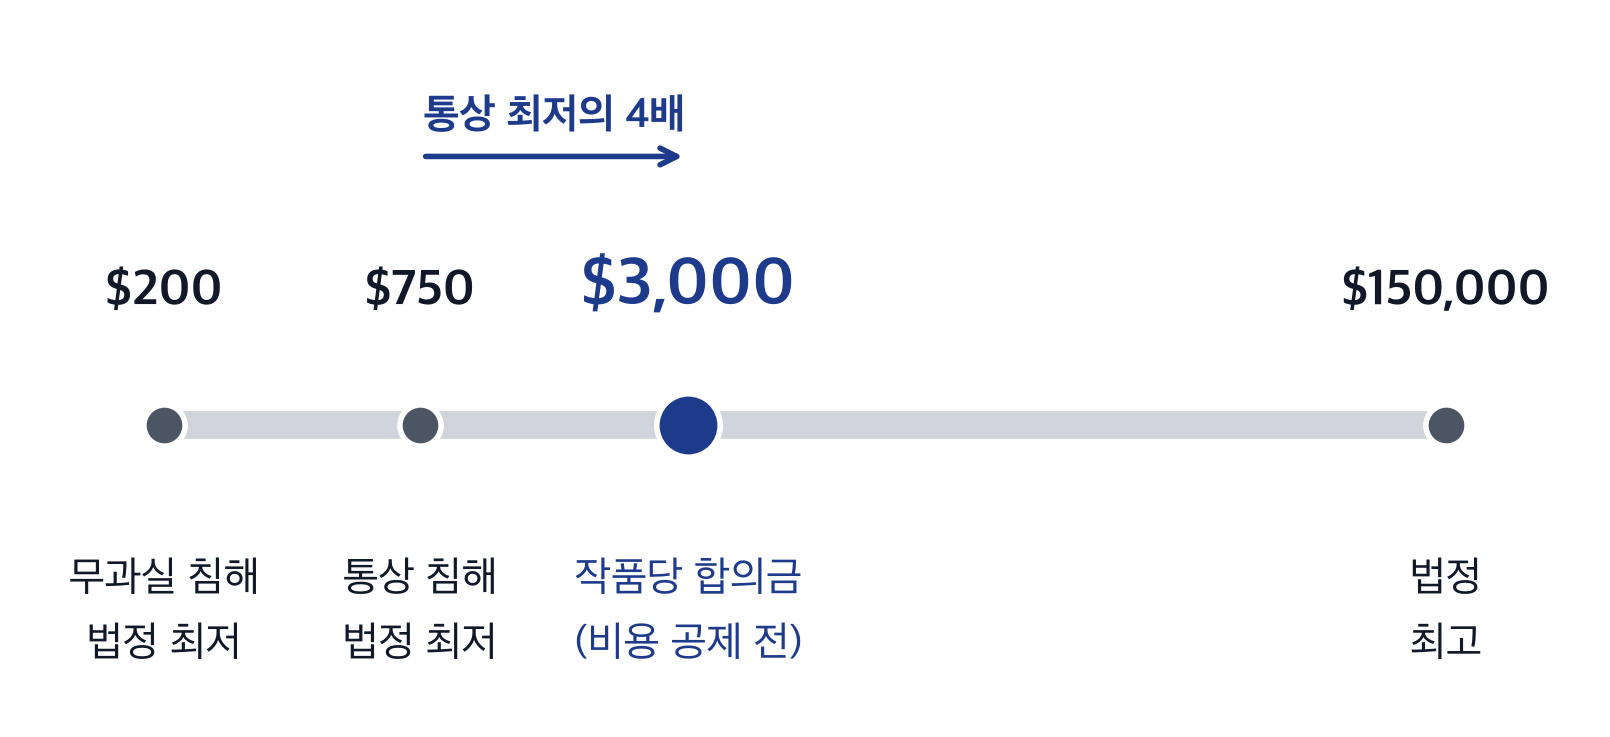 통상 최저의 4배
$200
$750
$3,000
$150,000
무과실 침해
법정 최저
통상 침해
법정 최저
작품당 합의금
(비용 공제 전)
법정
최고